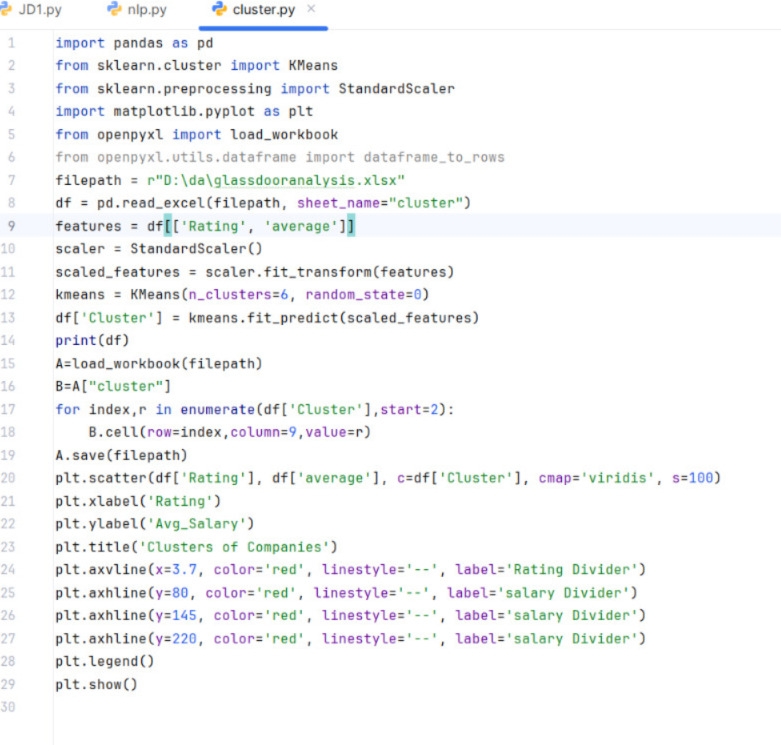 JD1.py nlp.py cluster.py ×
1 import pandas as pd
2 from sklearn.cluster import KMeans
3 from sklearn.preprocessing import StandardScaler
4 import matplotlib.pyplot as plt
5 from openpyxl import load_workbook
6 from openpyxl.utils.dataframe import dataframe_to_rows
7 filepath = r"D:\da\glassdooranalysis.xlsx"
8 df = pd.read_excel(filepath, sheet_name="cluster")
9 features = df[['Rating', 'average']]
10 scaler = StandardScaler()
11 scaled_features = scaler.fit_transform(features)
12 kmeans = KMeans(n_clusters=6, random_state=0)
13 df['Cluster'] = kmeans.fit_predict(scaled_features)
14 print(df)
15 A=load_workbook(filepath)
16 B=A["cluster"]
17 for index,r in enumerate(df['Cluster'],start=2):
18     B.cell(row=index,column=9,value=r)
19 A.save(filepath)
20 plt.scatter(df['Rating'], df['average'], c=df['Cluster'], cmap='viridis', s=100)
21 plt.xlabel('Rating')
22 plt.ylabel('Avg_Salary')
23 plt.title('Clusters of Companies')
24 plt.axvline(x=3.7, color='red', linestyle='--', label='Rating Divider')
25 plt.axhline(y=80, color='red', linestyle='--', label='salary Divider')
26 plt.axhline(y=145, color='red', linestyle='--', label='salary Divider')
27 plt.axhline(y=220, color='red', linestyle='--', label='salary Divider')
28 plt.legend()
29 plt.show()
30